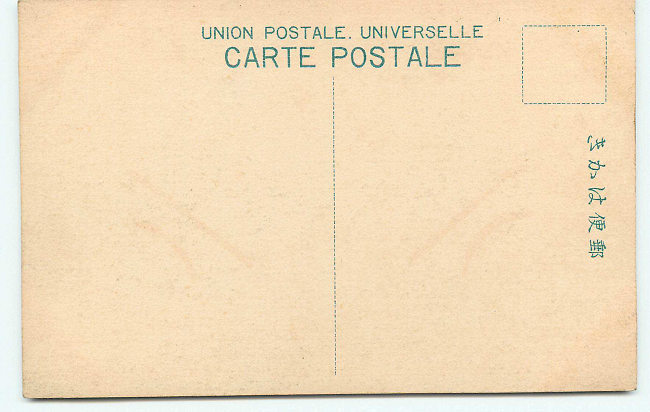 UNION POSTALE. UNIVERSELLE
CARTE POSTALE
郵便はかき